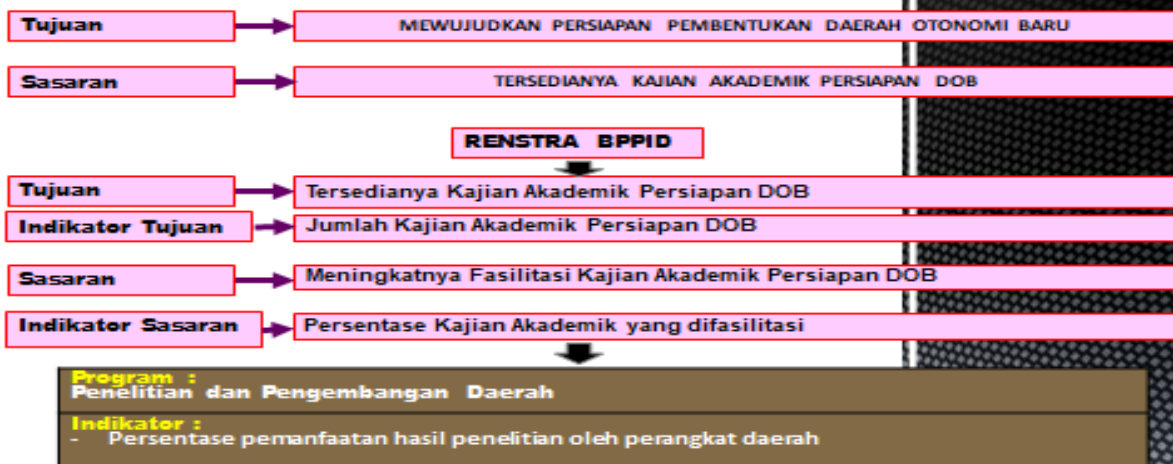 Tujuan MEWUJUDKAN PERSIAPAN PEMBENTUKAN DAERAH OTONOMI BARU
Sasaran TERSEDIANYA KAJIAN AKADEMIK PERSIAPAN DOB
RENSTRA BPPID
Tujuan Tersedianya Kajian Akademik Persiapan DOB
Indikator Tujuan Jumlah Kajian Akademik Persiapan DOB
Sasaran Meningkatnya Fasilitasi Kajian Akademik Persiapan DOB
Indikator Sasaran Persentase Kajian Akademik yang difasilitasi
Program :
Penelitian dan Pengembangan Daerah
Indikator :
- Persentase pemanfaatan hasil penelitian oleh perangkat daerah